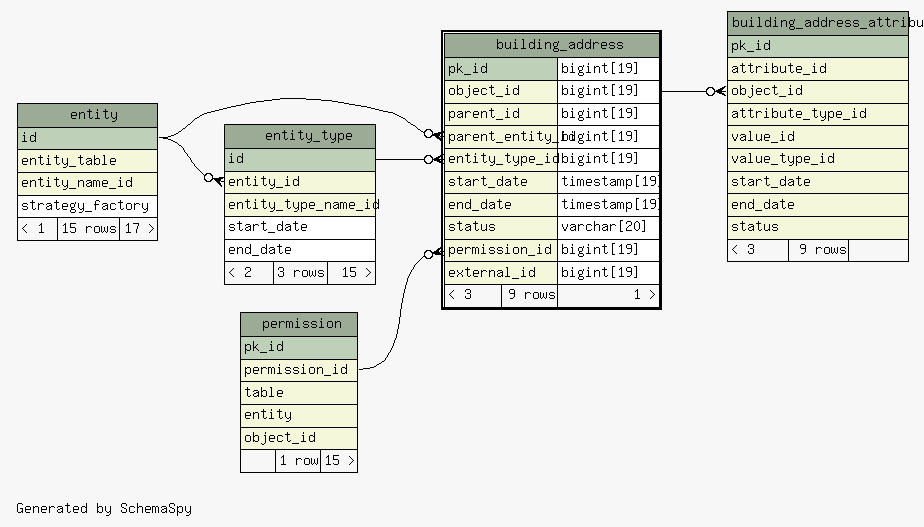 entity
id
entity_table
entity_name_id
strategy_factory
< 1 15 rows 17 >
entity_type
id
entity_id
entity_type_name_id
start_date
end_date
< 2 3 rows 15 >
permission
pk_id
permission_id
table
entity
object_id
1 row 15 >
building_address
pk_id bigint[19]
object_id bigint[19]
parent_id bigint[19]
parent_entity_id bigint[19]
entity_type_id bigint[19]
start_date timestamp[19]
end_date timestamp[19]
status varchar[20]
permission_id bigint[19]
external_id bigint[19]
< 3 9 rows 1 >
building_address_attribu
pk_id
attribute_id
object_id
attribute_type_id
value_id
value_type_id
start_date
end_date
status
< 3 9 rows
Generated by SchemaSpy